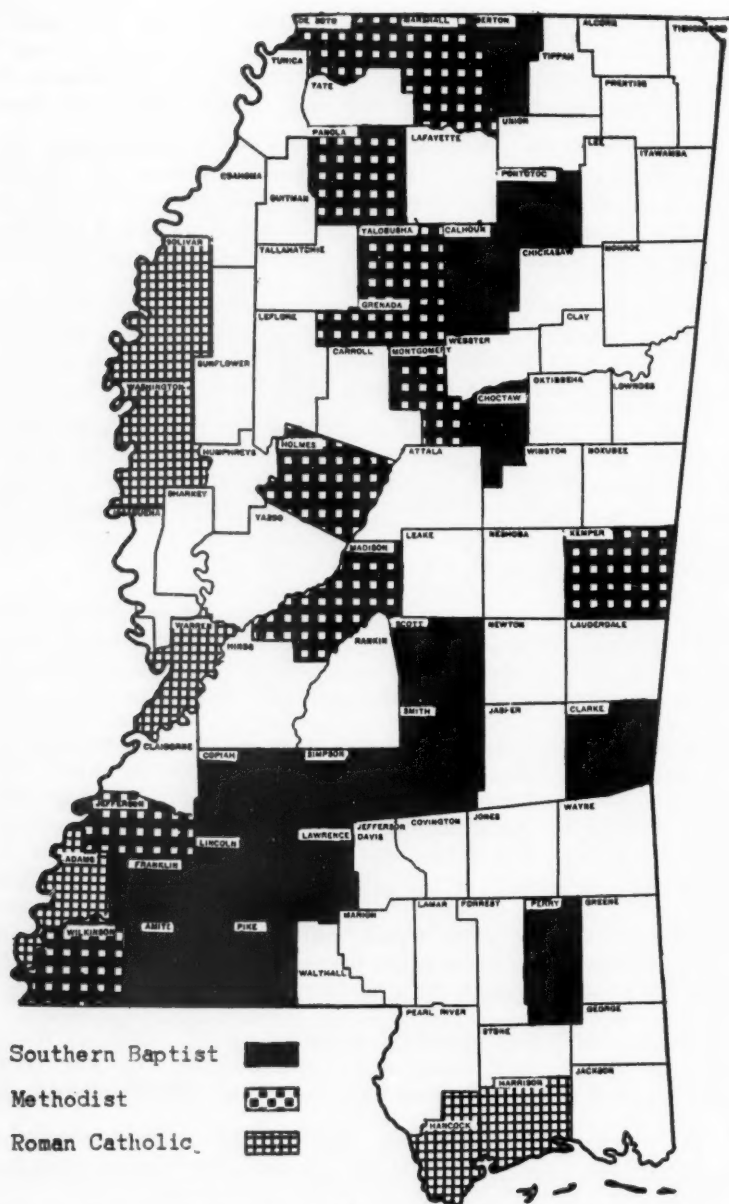 DE SOTO MARSHALL BENTON ALCORN
TISHOMINGO
TUNICA TIPPAH
TATE PRENTISS
PANOLA LAFAYETTE UNION
LEE ITAWAMBA
COAHOMA PONTOTOC
QUITMAN
BOLIVAR YALOBUSHA CALHOUN
TALLAHATCHIE CHICKASAW MONROE
GRENADA
LEFLORE CLAY
WEBSTER
SUNFLOWER CARROLL MONTGOMERY
WASHINGTON OKTIBBEHA LOWNDES
CHOCTAW
HUMPHREYS HOLMES ATTALA WINSTON NOXUBEE
SHARKEY
ISSAQUENA YAZOO
LEAKE NESHOBA KEMPER
MADISON
WARREN SCOTT NEWTON LAUDERDALE
HINDS RANKIN
SMITH JASPER CLARKE
CLAIBORNE COPIAH SIMPSON
JEFFERSON WAYNE
LINCOLN LAWRENCE JEFFERSON DAVIS COVINGTON JONES
ADAMS FRANKLIN
LAMAR FORREST PERRY GREENE
WILKINSON AMITE PIKE MARION
WALTHALL
PEARL RIVER GEORGE
STONE
Southern Baptist
JACKSON
HARRISON
Methodist
HANCOCK
Roman Catholic